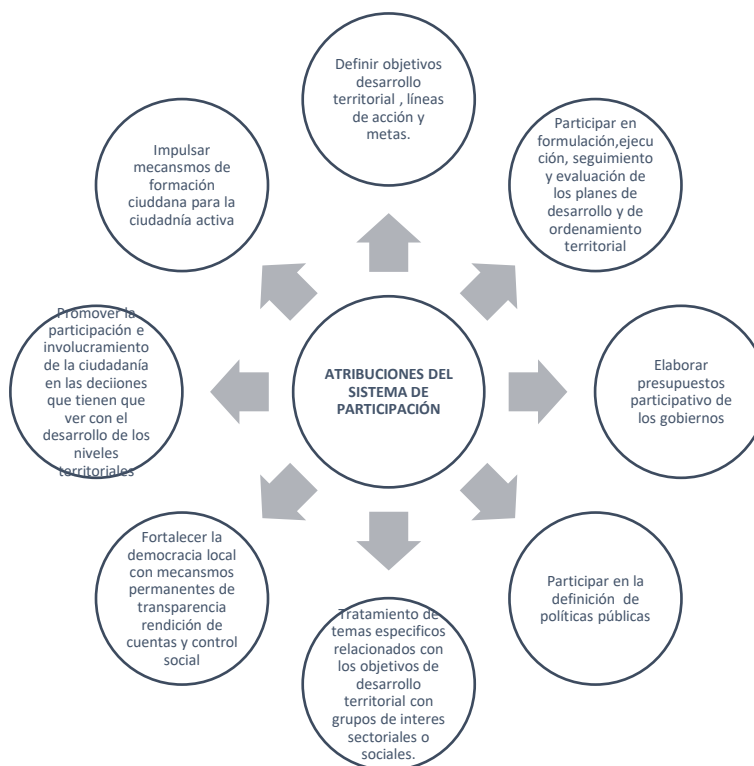 Definir objetivos
desarrollo
territorial , líneas
de acción y
metas.
Participar en
formulación,ejecu
ción, seguimiento
y evaluación de
los planes de
desarrollo y de
ordenamiento
territorial
Elaborar
presupuestos
participativo de
los gobiernos
Participar en la
definición de
políticas públicas
Tratamiento de
temas especificos
relacionados con
los objetivos de
desarrollo
territorial con
grupos de interes
sectoriales o
sociales.
Fortalecer la
democracia local
con mecansmos
permanentes de
transparencia
rendición de
cuentas y control
social
Promover la
participación e
involucramiento
de la ciudadanía
en las deciiones
que tienen que
ver con el
desarrollo de los
niveles
territoriales
Impulsar
mecansmos de
formación
ciuddana para la
ciudadnía activa
ATRIBUCIONES DEL
SISTEMA DE
PARTICIPACIÓN